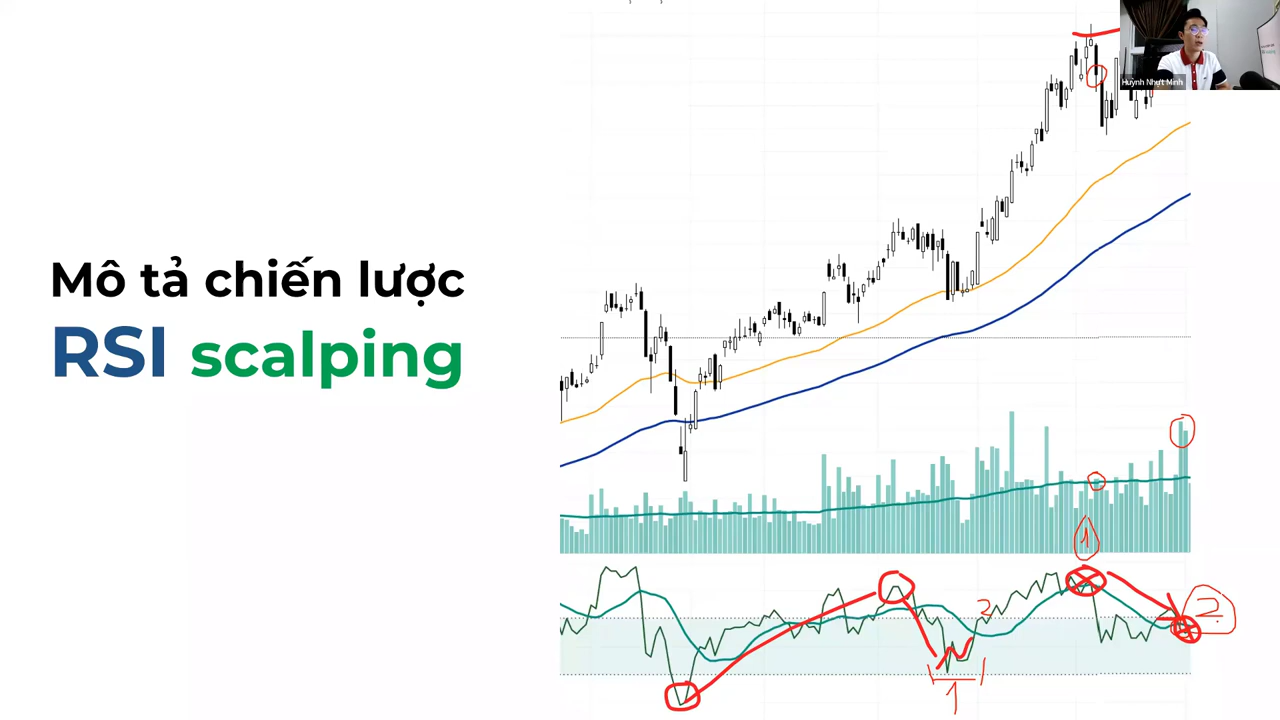 Mô tả chiến lược
RSI scalping
Huỳnh Nhựt Minh
1
2
2
1